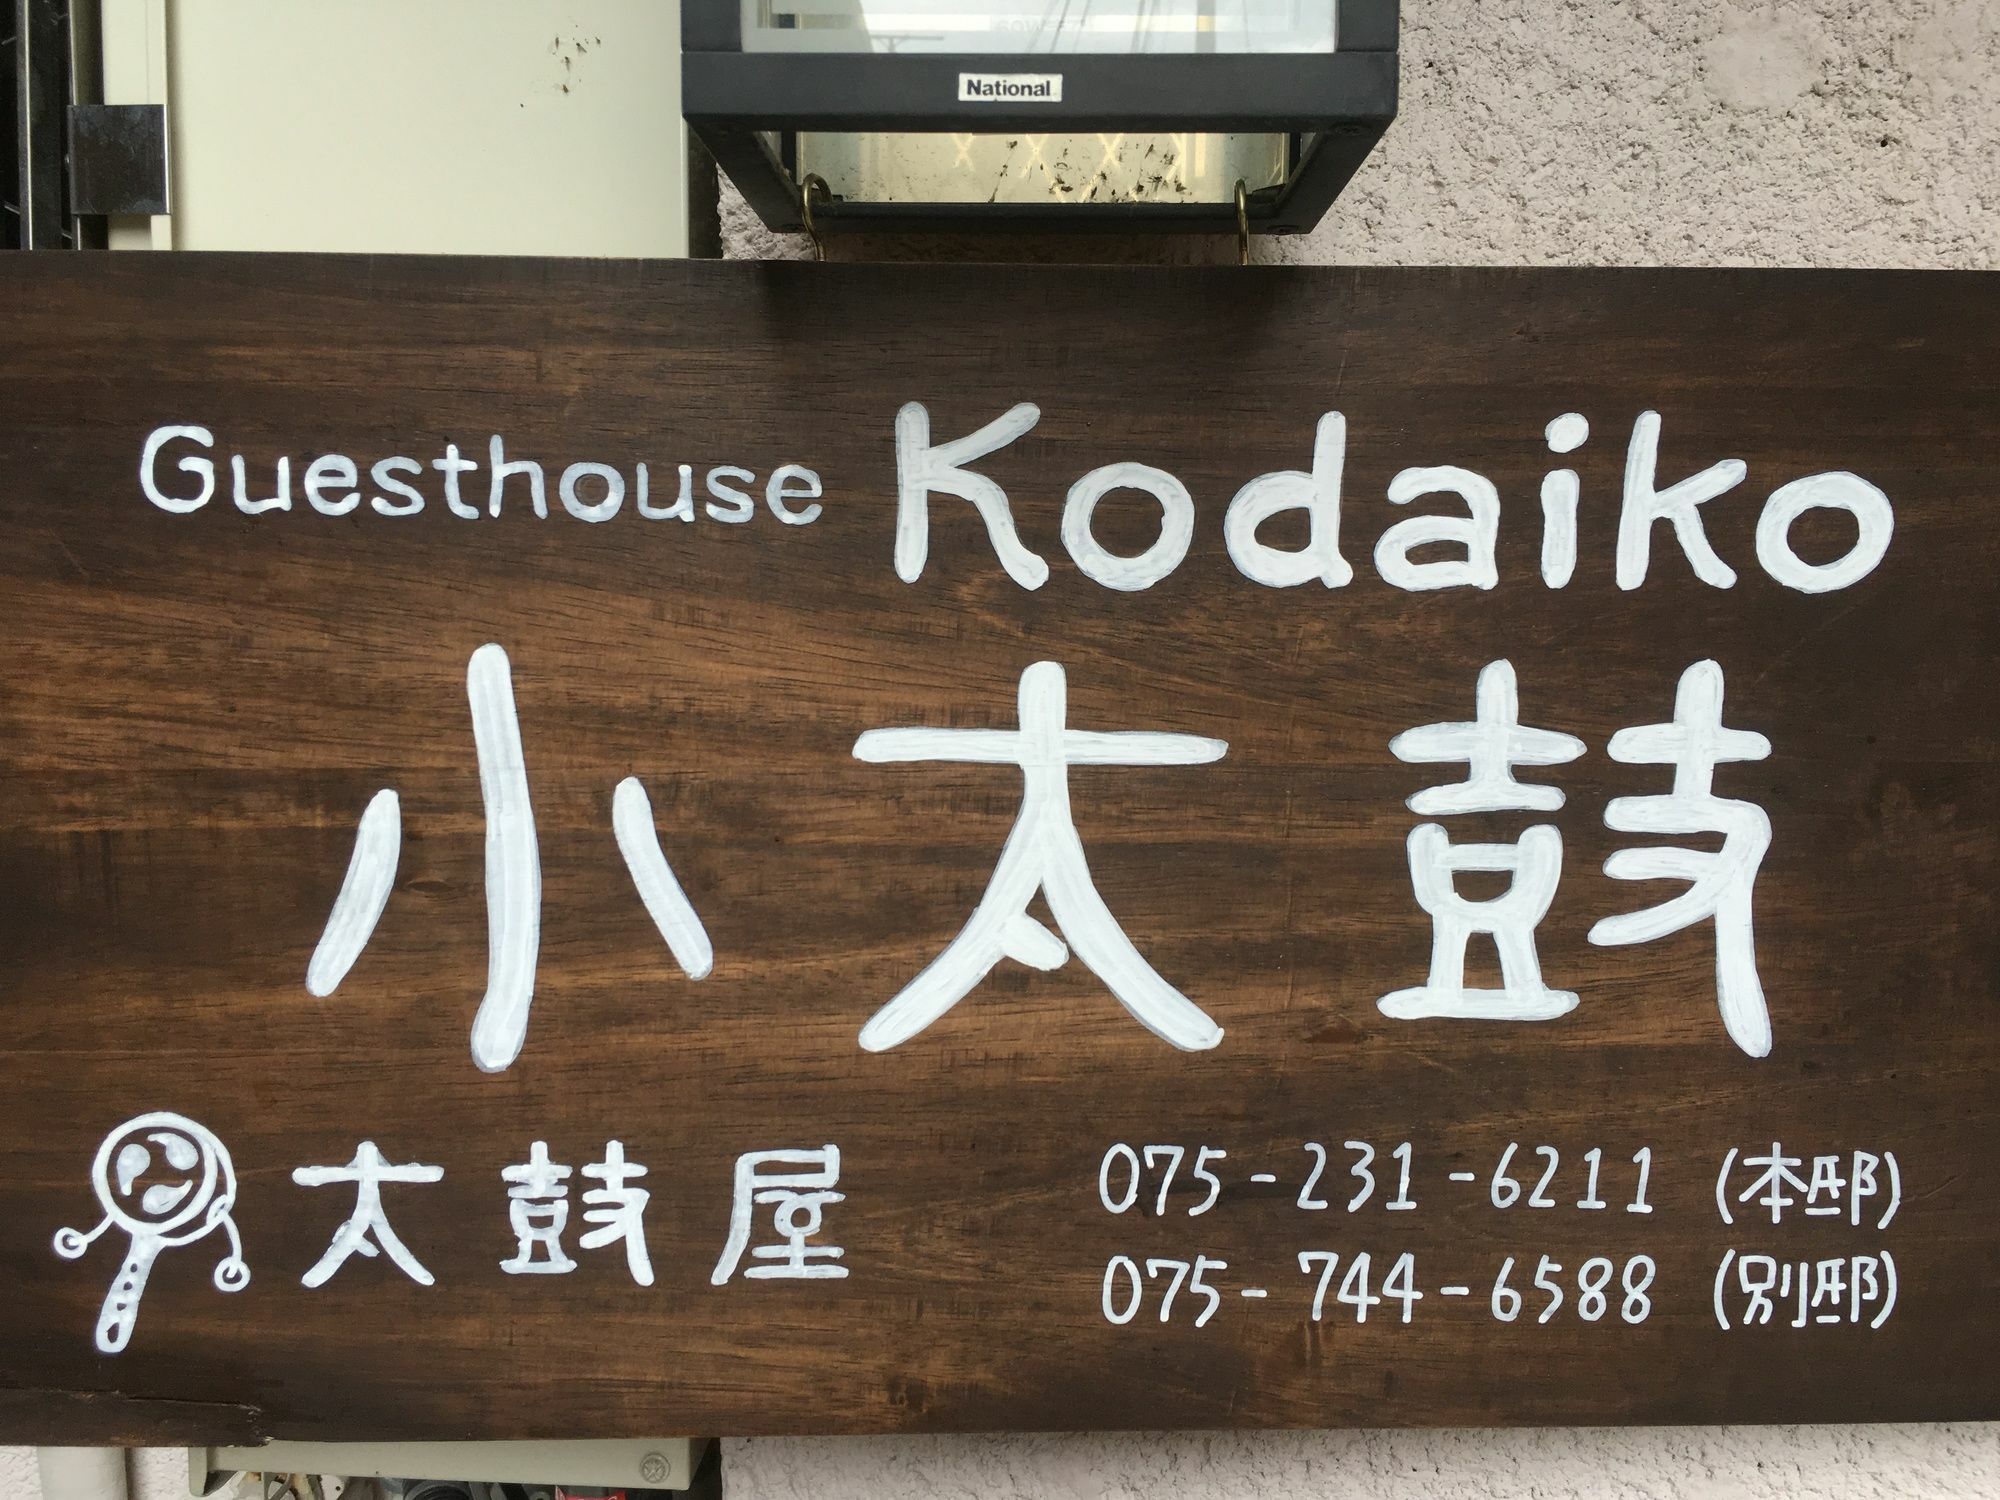 National
Guesthouse Kodaiko
小太鼓
太鼓屋
075-231-6211 (本邸)
075-744-6588 (別邸)